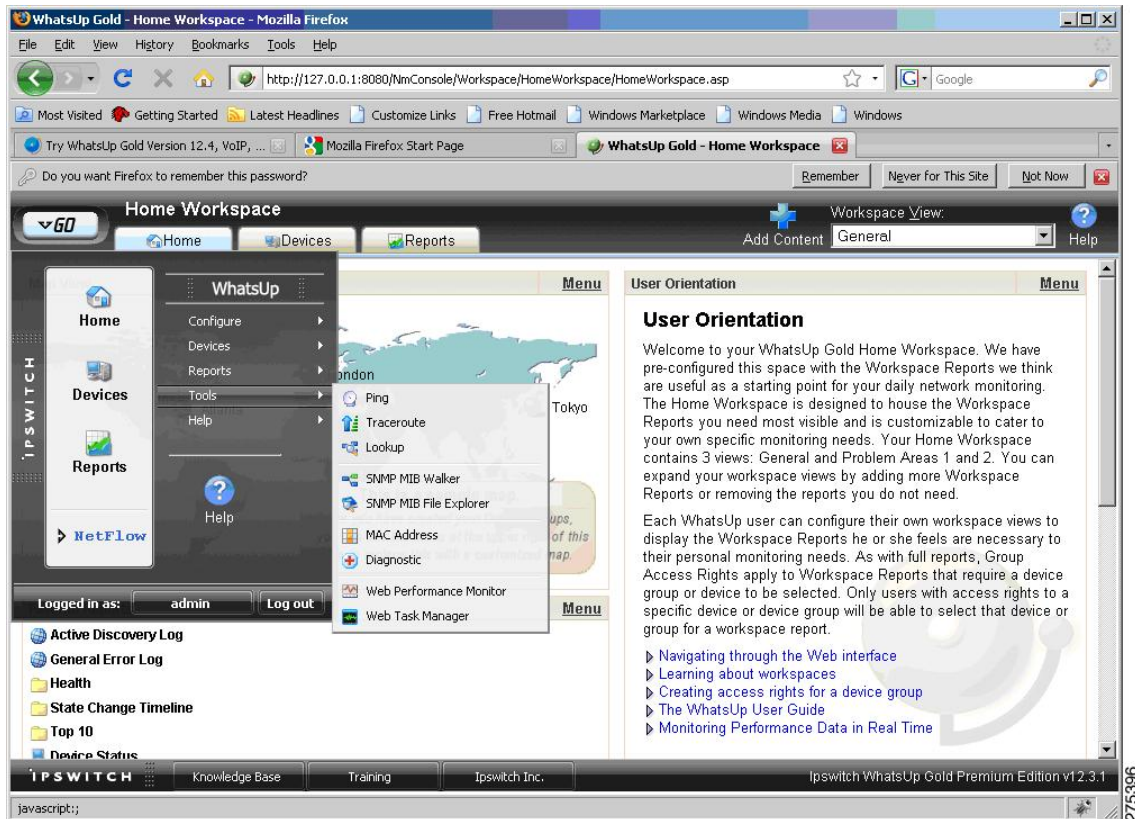 WhatsUp Gold - Home Workspace - Mozilla Firefox
File Edit View History Bookmarks Tools Help
http://127.0.0.1:8080/NmConsole/Workspace/HomeWorkspace/HomeWorkspace.asp
G Google
Most Visited Getting Started Latest Headlines Customize Links Free Hotmail Windows Marketplace Windows Media Windows
Try WhatsUp Gold Version 12.4, VoIP, ... Mozilla Firefox Start Page WhatsUp Gold - Home Workspace
Do you want Firefox to remember this password? Remember Never for This Site Not Now
GO
Home Workspace
Home Devices Reports
Add Content
Workspace View:
General
Help
IPSWITCH
Home
Devices
Reports
NetFlow
WhatsUp
Configure
Devices
Reports
Tools
Help
Help
Logged in as: admin Log out
Menu
London
Tokyo
Ping
Traceroute
Lookup
SNMP MIB Walker
SNMP MIB File Explorer
MAC Address
Diagnostic
Web Performance Monitor
Web Task Manager
ups,
of this
map.
Menu
Active Discovery Log
General Error Log
Health
State Change Timeline
Top 10
Device Status
User Orientation Menu
User Orientation
Welcome to your WhatsUp Gold Home Workspace. We have
pre-configured this space with the Workspace Reports we think
are useful as a starting point for your daily network monitoring.
The Home Workspace is designed to house the Workspace
Reports you need most visible and is customizable to cater to
your own specific monitoring needs. Your Home Workspace
contains 3 views: General and Problem Areas 1 and 2. You can
expand your workspace views by adding more Workspace
Reports or removing the reports you do not need.
Each WhatsUp user can configure their own workspace views to
display the Workspace Reports he or she feels are necessary to
their personal monitoring needs. As with full reports, Group
Access Rights apply to Workspace Reports that require a device
group or device to be selected. Only users with access rights to a
specific device or device group will be able to select that device or
group for a workspace report.
Navigating through the Web interface
Learning about workspaces
Creating access rights for a device group
The WhatsUp User Guide
Monitoring Performance Data in Real Time
IPSWITCH Knowledge Base Training Ipswitch Inc. Ipswitch WhatsUp Gold Premium Edition v12.3.1
javascript:;
275396